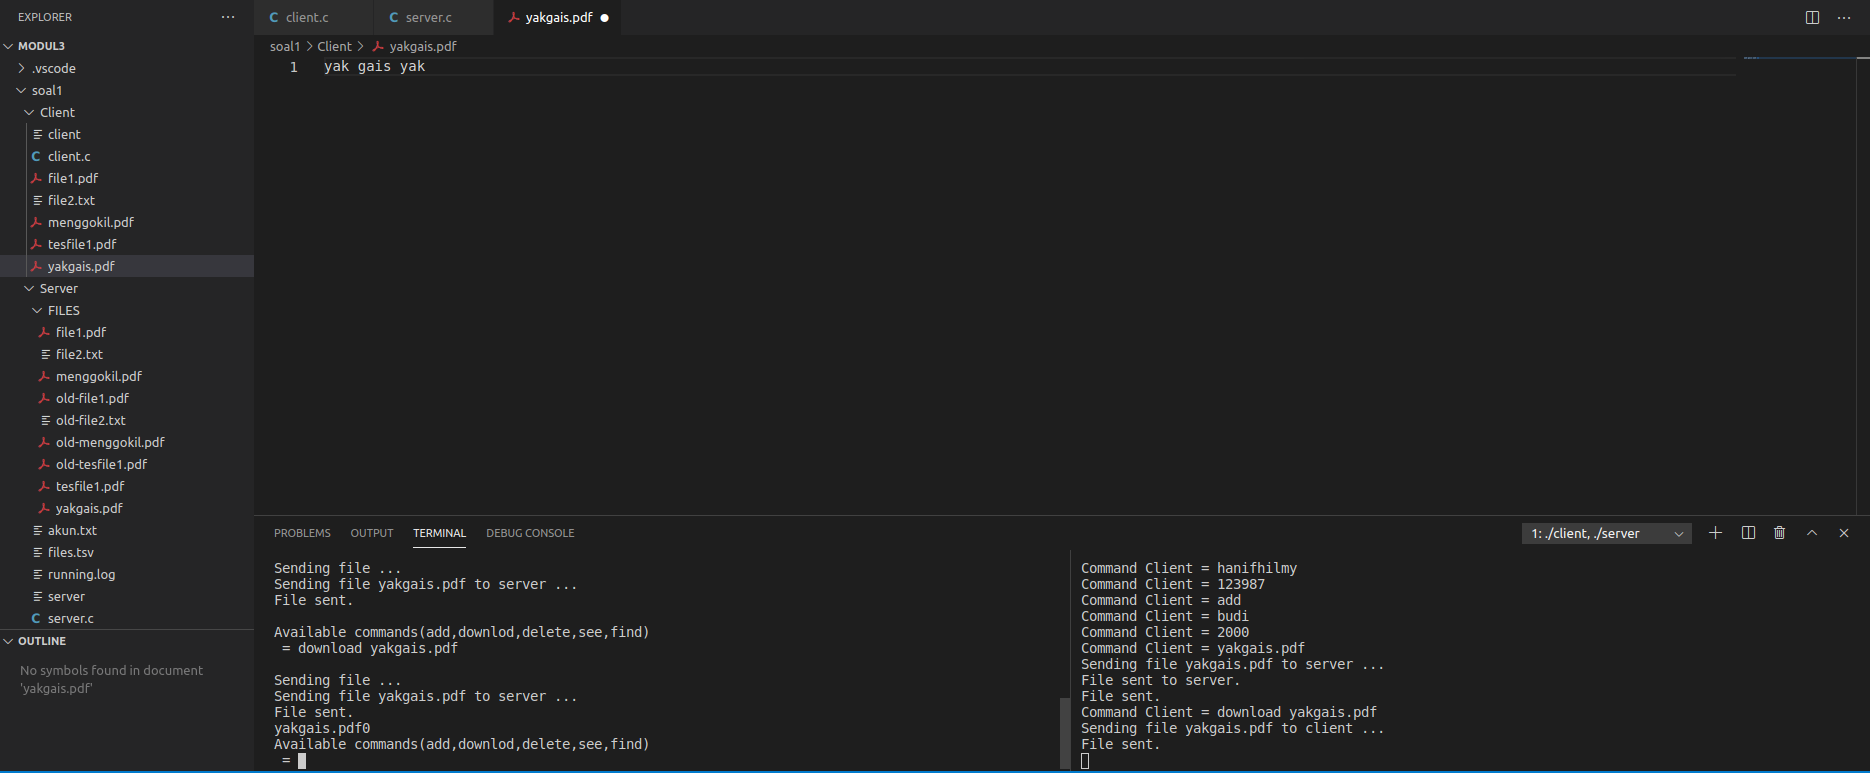 EXPLORER
MODUL3
.vscode
soal1
Client
client
client.c
file1.pdf
file2.txt
menggokil.pdf
tesfile1.pdf
yakgais.pdf
Server
FILES
file1.pdf
file2.txt
menggokil.pdf
old-file1.pdf
old-file2.txt
old-menggokil.pdf
old-tesfile1.pdf
tesfile1.pdf
yakgais.pdf
akun.txt
files.tsv
running.log
server
server.c
OUTLINE
No symbols found in document
'yakgais.pdf'
client.c server.c yakgais.pdf
soal1 > Client > yakgais.pdf
1 yak gais yak
PROBLEMS OUTPUT TERMINAL DEBUG CONSOLE 1: ./client, ./server
Sending file ...
Sending file yakgais.pdf to server ...
File sent.
Available commands(add,downlod,delete,see,find)
= download yakgais.pdf
Sending file ...
Sending file yakgais.pdf to server ...
File sent.
yakgais.pdf0
Available commands(add,downlod,delete,see,find)
=
Command Client = hanifhilmy
Command Client = 123987
Command Client = add
Command Client = budi
Command Client = 2000
Command Client = yakgais.pdf
Sending file yakgais.pdf to server ...
File sent to server.
File sent.
Command Client = download yakgais.pdf
Sending file yakgais.pdf to client ...
File sent.